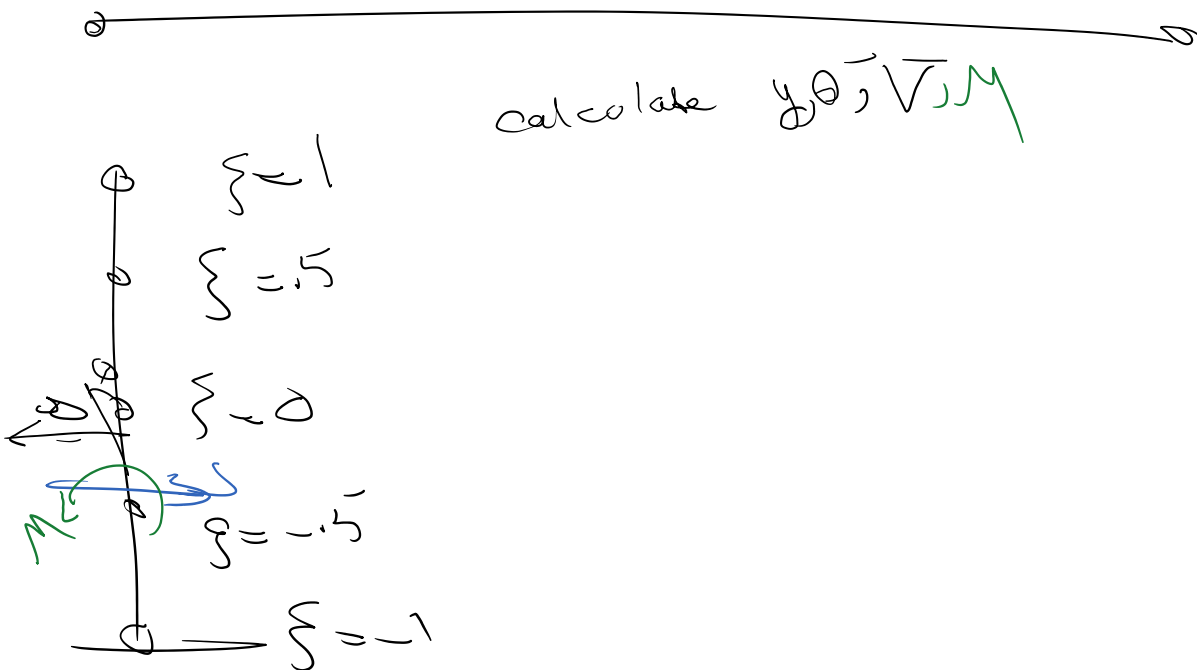 calculate y, θ, V, M
ξ = 1
ξ = .5
ξ = 0
V
M
ξ = -.5
ξ = -1